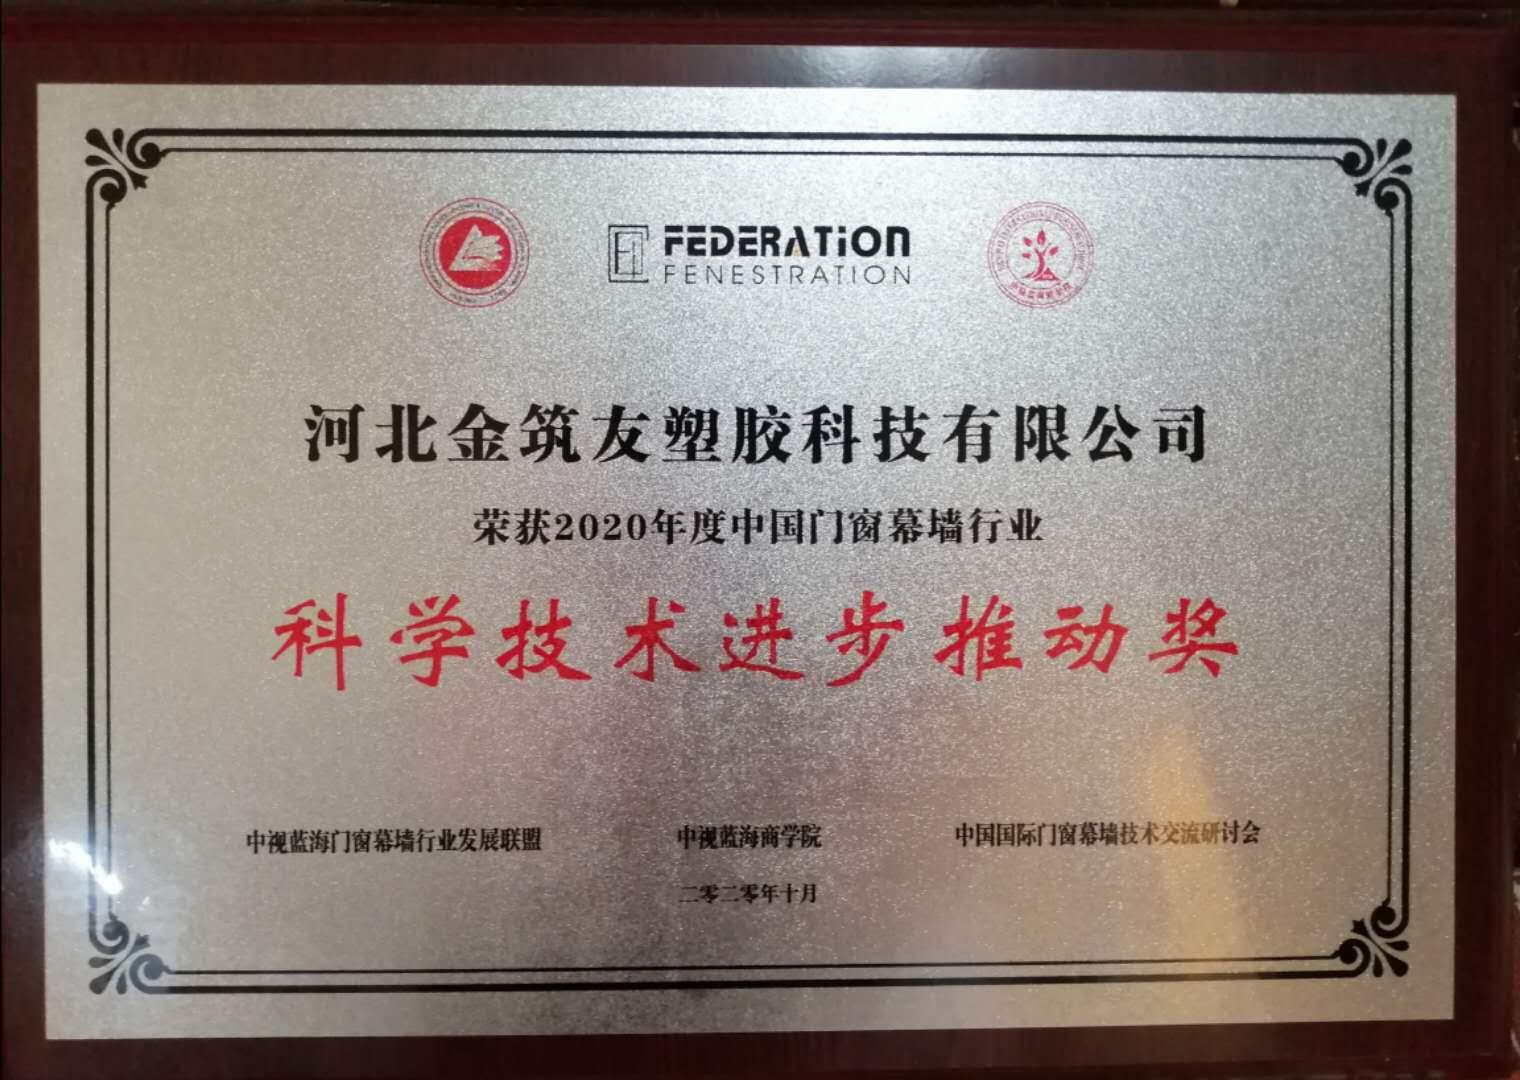 FEDERATiON
FENESTRATION
河北金筑友塑胶科技有限公司
荣获2020年度中国门窗幕墙行业
科学技术进步推动奖
中视蓝海门窗幕墙行业发展联盟
中视蓝海商学院
中国国际门窗幕墙技术交流研讨会
二零二零年十月